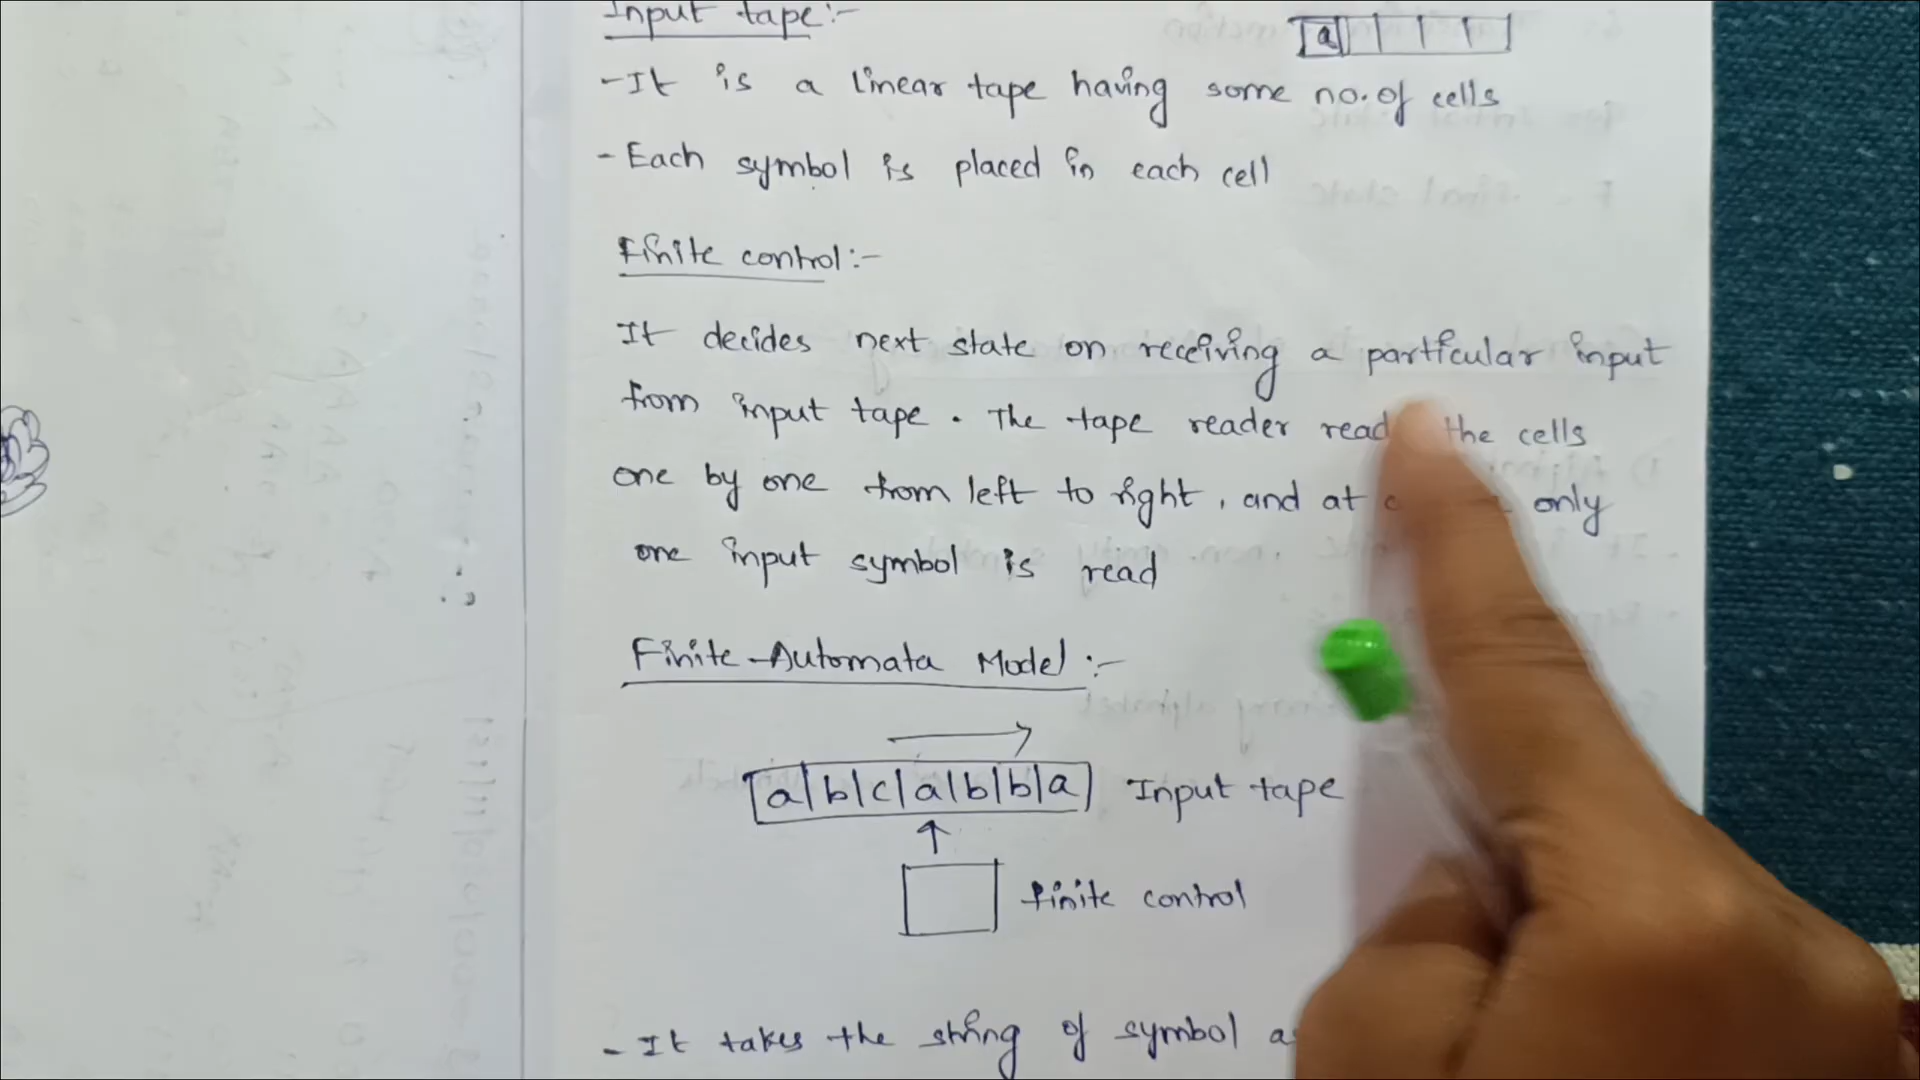 Input tape:-
a
- It is a linear tape having some no. of cells
- Each symbol is placed in each cell
Finite control:-
It decides next state on receiving a particular input
from input tape. The tape reader read the cells
one by one from left to right, and at only
one input symbol is read
Finite-Automata Model :-
a|b|c|a|b|b|a Input tape
finite control
- It takes the string of symbol as